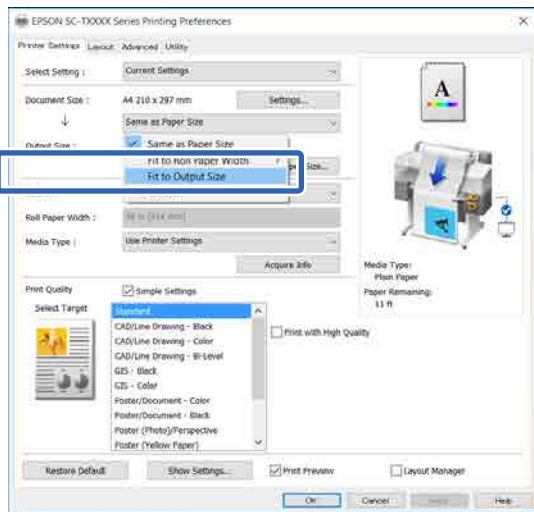 EPSON SC-TXXXX Series Printing Preferences
Printer Settings Layout Advanced Utility
Select Setting : Current Settings
Document Size : A4 210 x 297 mm Settings...
Same as Paper Size
Output Size : Same as Paper Size
Fit to Roll Paper Width
Size...
Fit to Output Size
Roll Paper Width :
Media Type : Use Printer Settings
Acquire Info
A
Media Type:
Plain Paper
Paper Remaining:
11 ft
Print Quality Simple Settings
Select Target
Standard
CAD/Line Drawing - Black
CAD/Line Drawing - Color
CAD/Line Drawing - Bi-Level
GIS - Black
GIS - Color
Poster/Document - Color
Poster/Document - Black
Poster (Photo)/Perspective
Poster (Yellow Paper)
Print with High Quality
Restore Default Show Settings... Print Preview Layout Manager
OK Cancel Help